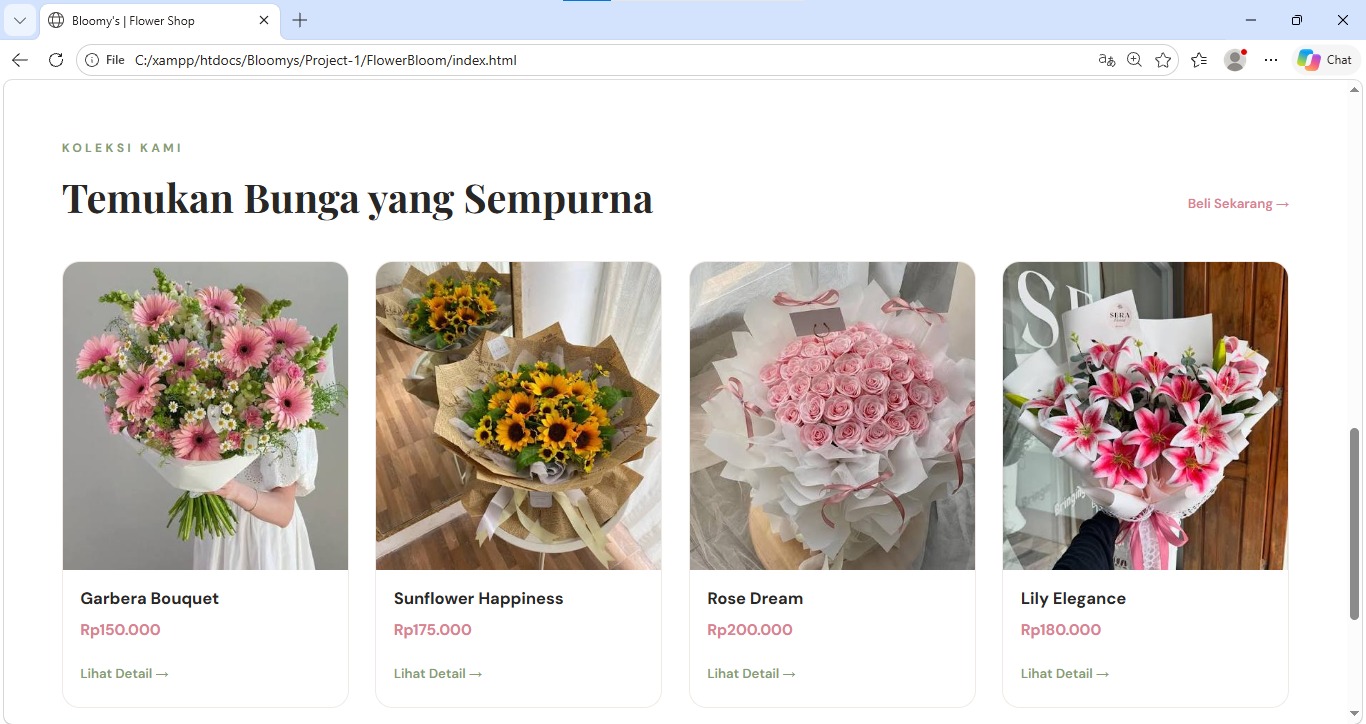 Bloomy's | Flower Shop
File C:/xampp/htdocs/Bloomys/Project-1/FlowerBloom/index.html
Chat
KOLEKSI KAMI
Temukan Bunga yang Sempurna
Beli Sekarang →
SERA
Garbera Bouquet
Rp150.000
Lihat Detail →
Sunflower Happiness
Rp175.000
Lihat Detail →
Rose Dream
Rp200.000
Lihat Detail →
Lily Elegance
Rp180.000
Lihat Detail →